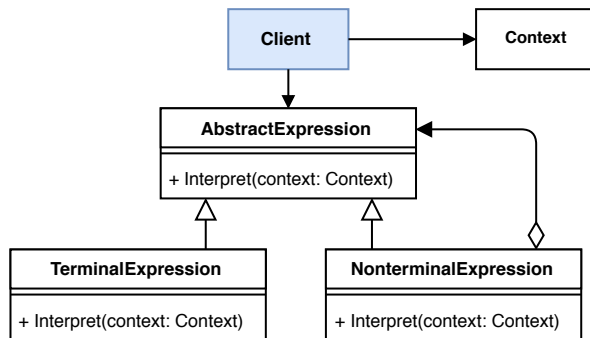 Client
Context
AbstractExpression
+ Interpret(context: Context)
TerminalExpression
NonterminalExpression
+ Interpret(context: Context)
+ Interpret(context: Context)